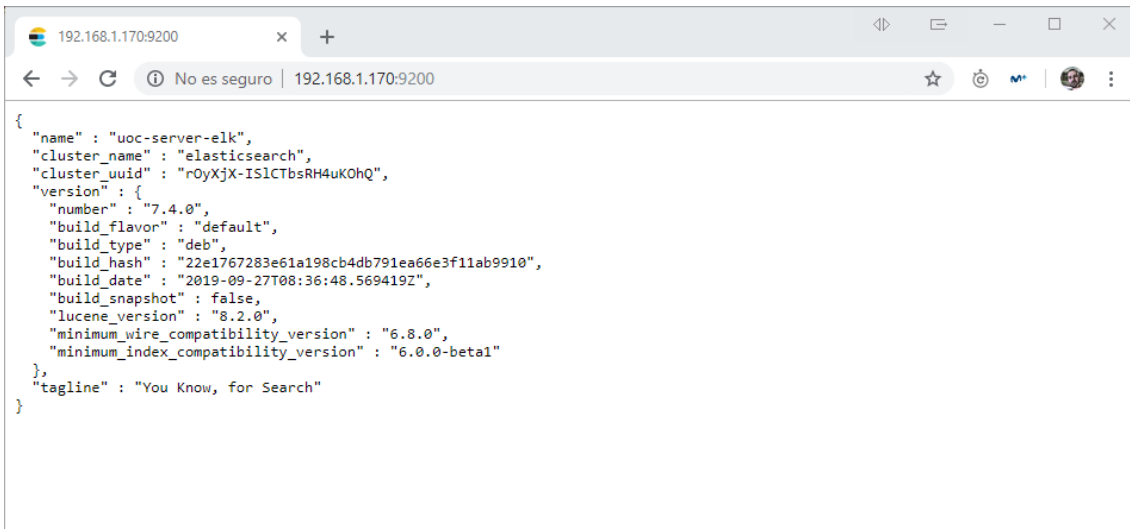 192.168.1.170:9200
No es seguro | 192.168.1.170:9200
{
  "name" : "uoc-server-elk",
  "cluster_name" : "elasticsearch",
  "cluster_uuid" : "rOyXjX-ISlCTbsRH4uKOhQ",
  "version" : {
    "number" : "7.4.0",
    "build_flavor" : "default",
    "build_type" : "deb",
    "build_hash" : "22e1767283e61a198cb4db791ea66e3f11ab9910",
    "build_date" : "2019-09-27T08:36:48.569419Z",
    "build_snapshot" : false,
    "lucene_version" : "8.2.0",
    "minimum_wire_compatibility_version" : "6.8.0",
    "minimum_index_compatibility_version" : "6.0.0-beta1"
  },
  "tagline" : "You Know, for Search"
}